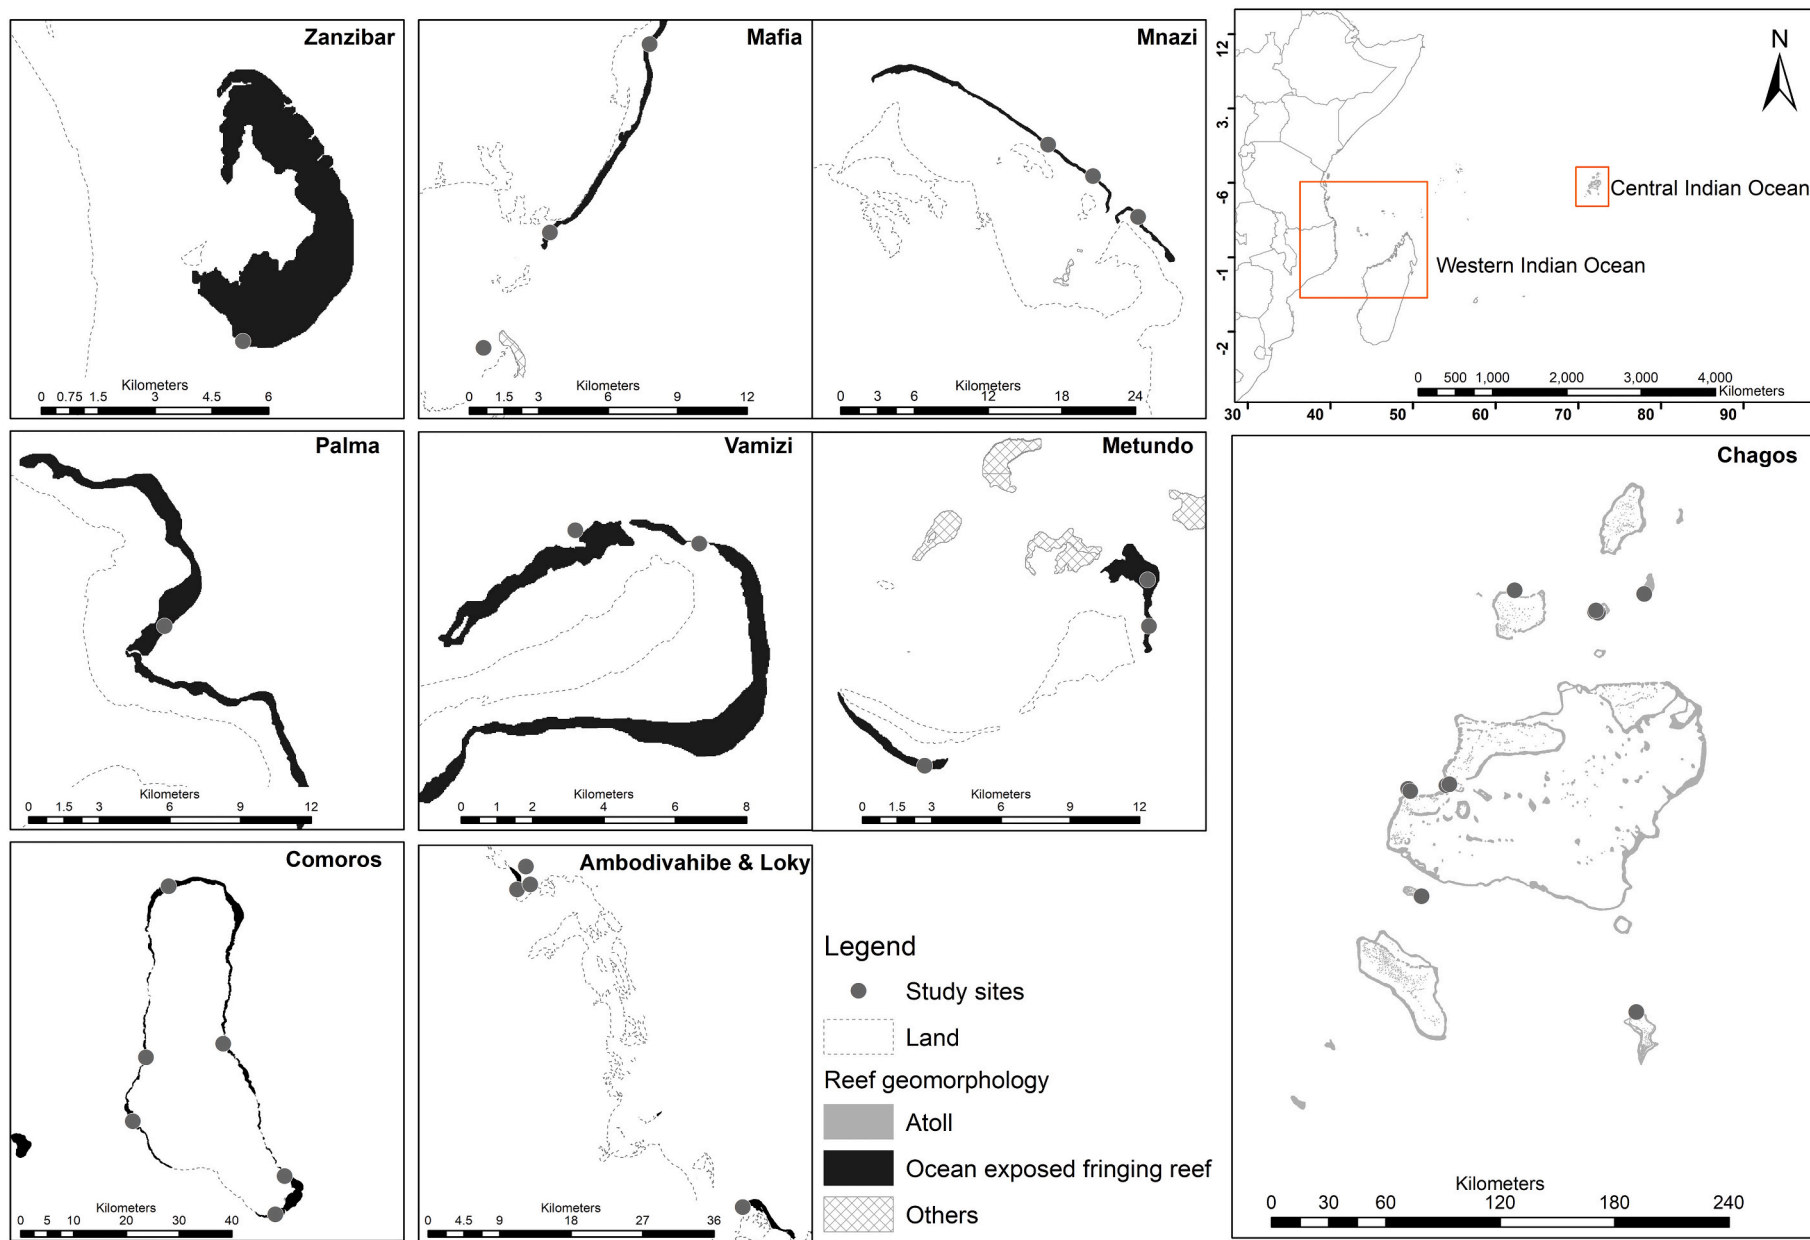 Zanzibar
Kilometers
0 0.75 1.5 3 4.5 6
Mafia
Kilometers
0 1.5 3 6 9 12
Mnazi
Kilometers
0 3 6 12 18 24
N
12
3.
-6
-1
-2
Central Indian Ocean
Western Indian Ocean
0 500 1,000 2,000 3,000 4,000
Kilometers
30 40 50 60 70 80 90
Palma
Kilometers
0 1.5 3 6 9 12
Vamizi
Kilometers
0 1 2 4 6 8
Metundo
Kilometers
0 1.5 3 6 9 12
Chagos
Kilometers
0 30 60 120 180 240
Comoros
Kilometers
0 5 10 20 30 40
Ambodivahibe & Loky
Kilometers
0 4.5 9 18 27 36
Legend
Study sites
Land
Reef geomorphology
Atoll
Ocean exposed fringing reef
Others